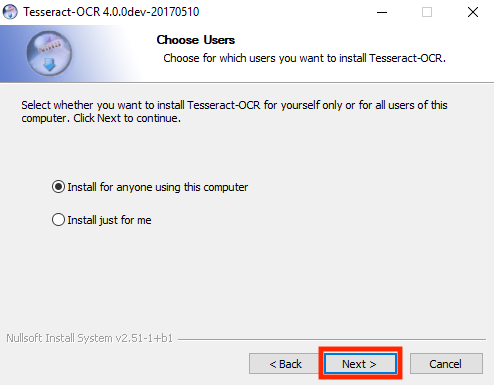 Tesseract-OCR 4.0.0dev-20170510
Choose Users
Choose for which users you want to install Tesseract-OCR.
Select whether you want to install Tesseract-OCR for yourself only or for all users of this
computer. Click Next to continue.
Install for anyone using this computer
Install just for me
Nullsoft Install System v2.51-1+b1
< Back Next > Cancel